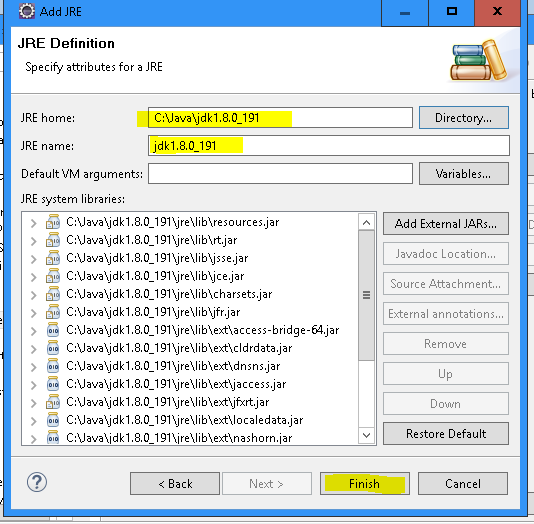 Add JRE
JRE Definition
Specify attributes for a JRE
JRE home: C:\Java\jdk1.8.0_191 Directory...
JRE name: jdk1.8.0_191
Default VM arguments: Variables...
JRE system libraries:
C:\Java\jdk1.8.0_191\jre\lib\resources.jar
Add External JARs...
C:\Java\jdk1.8.0_191\jre\lib\rt.jar
C:\Java\jdk1.8.0_191\jre\lib\jsse.jar
Javadoc Location...
C:\Java\jdk1.8.0_191\jre\lib\jce.jar
Source Attachment...
C:\Java\jdk1.8.0_191\jre\lib\charsets.jar
C:\Java\jdk1.8.0_191\jre\lib\jfr.jar
External annotations...
C:\Java\jdk1.8.0_191\jre\lib\ext\access-bridge-64.jar
Remove
C:\Java\jdk1.8.0_191\jre\lib\ext\cldrdata.jar
C:\Java\jdk1.8.0_191\jre\lib\ext\dnsns.jar
Up
C:\Java\jdk1.8.0_191\jre\lib\ext\jaccess.jar
C:\Java\jdk1.8.0_191\jre\lib\ext\jfxrt.jar
Down
C:\Java\jdk1.8.0_191\jre\lib\ext\localedata.jar
C:\Java\jdk1.8.0_191\jre\lib\ext\nashorn.jar
Restore Default
? < Back Next > Finish Cancel